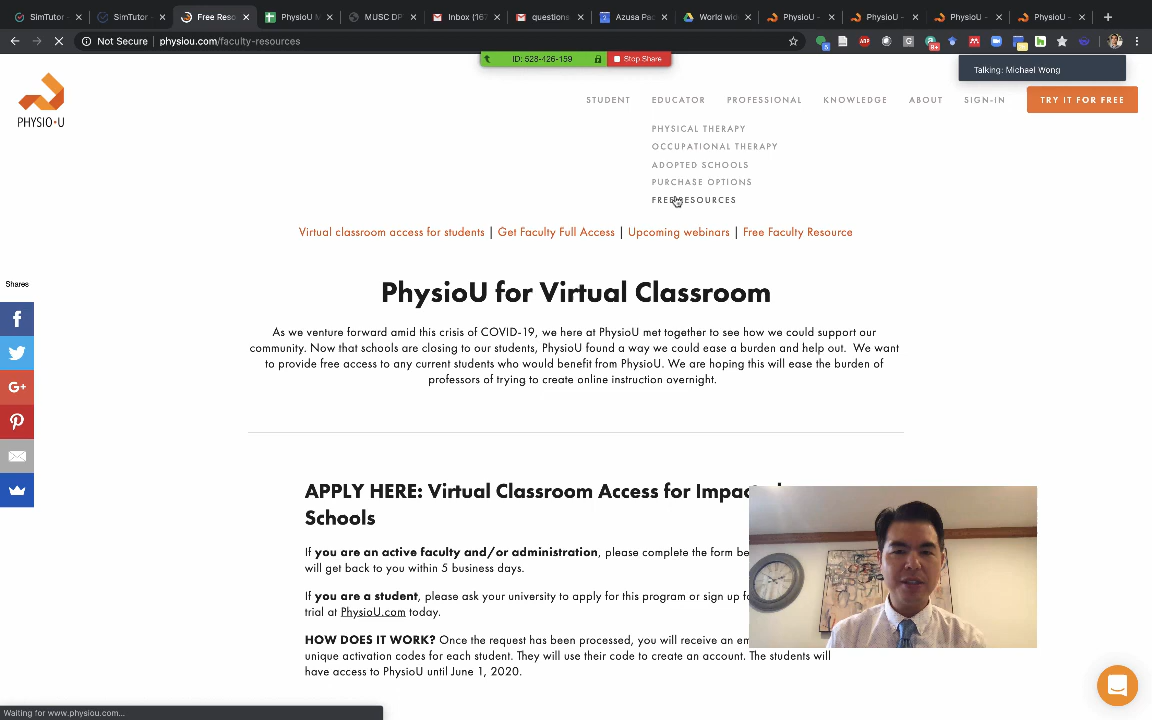 SimTutor -
SimTutor -
Free Reso
PhysioU M
MUSC DP
Inbox (167
questions
Azusa Pac
World wid
PhysioU -
PhysioU -
PhysioU -
PhysioU -
Not Secure
physiou.com/faculty-resources
ID: 528-426-159
Stop Share
Talking: Michael Wong
PHYSIO·U
STUDENT
EDUCATOR
PROFESSIONAL
KNOWLEDGE
ABOUT
SIGN-IN
TRY IT FOR FREE
PHYSICAL THERAPY
OCCUPATIONAL THERAPY
ADOPTED SCHOOLS
PURCHASE OPTIONS
FREE RESOURCES
Virtual classroom access for students | Get Faculty Full Access | Upcoming webinars | Free Faculty Resource
PhysioU for Virtual Classroom
As we venture forward amid this crisis of COVID-19, we here at PhysioU met together to see how we could support our
community. Now that schools are closing to our students, PhysioU found a way we could ease a burden and help out. We want
to provide free access to any current students who would benefit from PhysioU. We are hoping this will ease the burden of
professors of trying to create online instruction overnight.
Shares
APPLY HERE: Virtual Classroom Access for Impac
Schools
If you are an active faculty and/or administration, please complete the form be
will get back to you within 5 business days.
If you are a student, please ask your university to apply for this program or sign up fo
trial at PhysioU.com today.
HOW DOES IT WORK? Once the request has been processed, you will receive an em
unique activation codes for each student. They will use their code to create an account. The students will
have access to PhysioU until June 1, 2020.
Waiting for www.physiou.com...